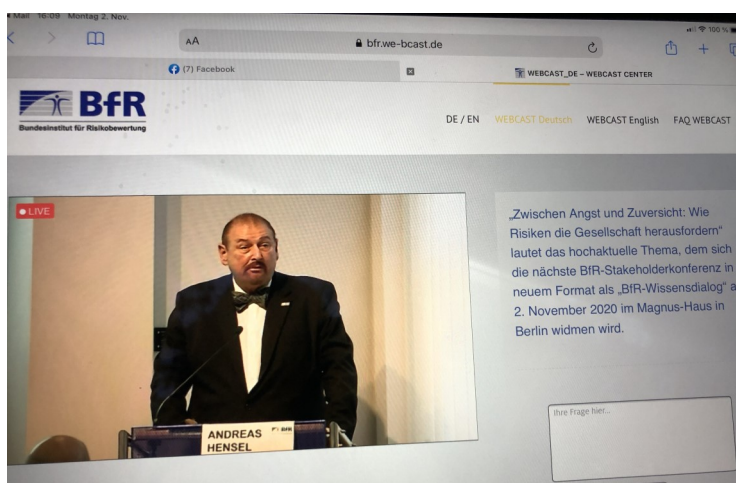 Mail 16:09 Montag 2. Nov.
100 %
AA
bfr.we-bcast.de
(7) Facebook
WEBCAST_DE – WEBCAST CENTER
BfR
Bundesinstitut für Risikobewertung
DE / EN WEBCAST Deutsch WEBCAST English FAQ WEBCAST
LIVE
„Zwischen Angst und Zuversicht: Wie
Risiken die Gesellschaft herausfordern"
lautet das hochaktuelle Thema, dem sich
die nächste BfR-Stakeholderkonferenz in
neuem Format als „BfR-Wissensdialog" a
2. November 2020 im Magnus-Haus in
Berlin widmen wird.
Ihre Frage hier...
ANDREAS
HENSEL
BfR